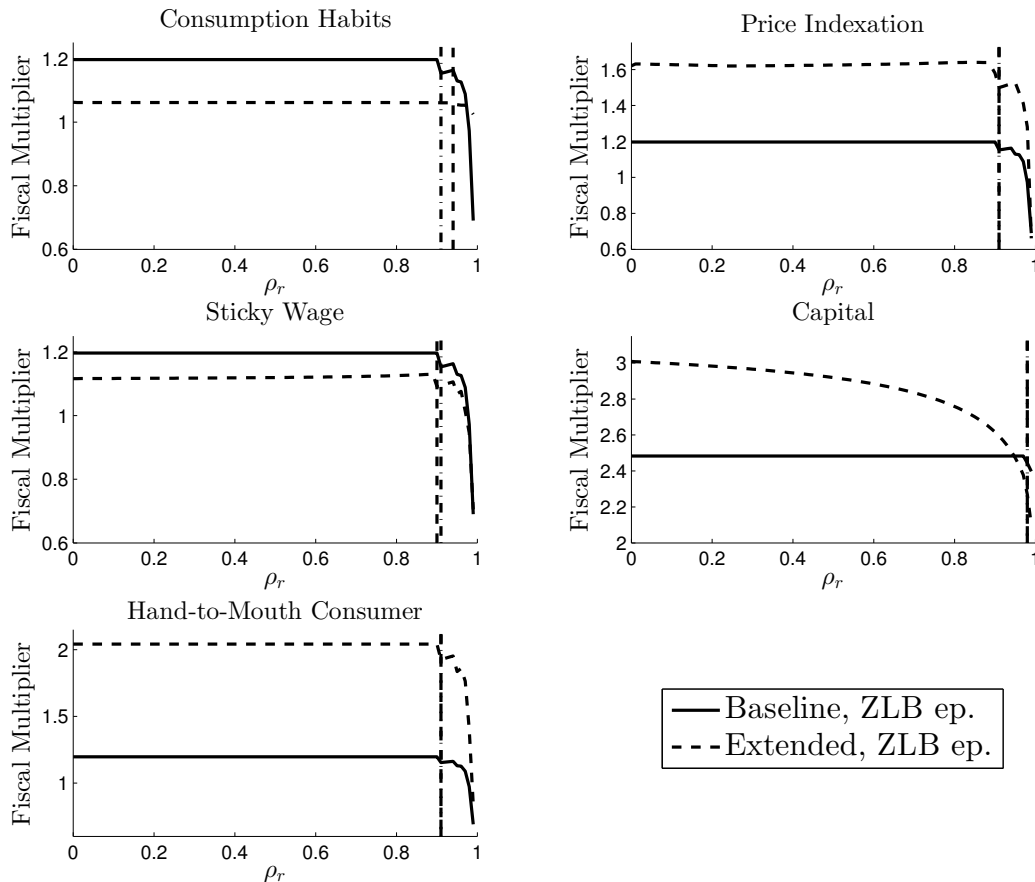 Consumption Habits
Fiscal Multiplier
1.2
1
0.8
0.6
0 0.2 0.4 0.6 0.8 1
ρr
Price Indexation
Fiscal Multiplier
1.6
1.4
1.2
1
0.8
0.6
0 0.2 0.4 0.6 0.8 1
ρr
Sticky Wage
Fiscal Multiplier
1.2
1
0.8
0.6
0 0.2 0.4 0.6 0.8 1
ρr
Capital
Fiscal Multiplier
3
2.8
2.6
2.4
2.2
2
0 0.2 0.4 0.6 0.8 1
ρr
Hand-to-Mouth Consumer
Fiscal Multiplier
2
1.5
1
0 0.2 0.4 0.6 0.8 1
ρr
Baseline, ZLB ep.
Extended, ZLB ep.